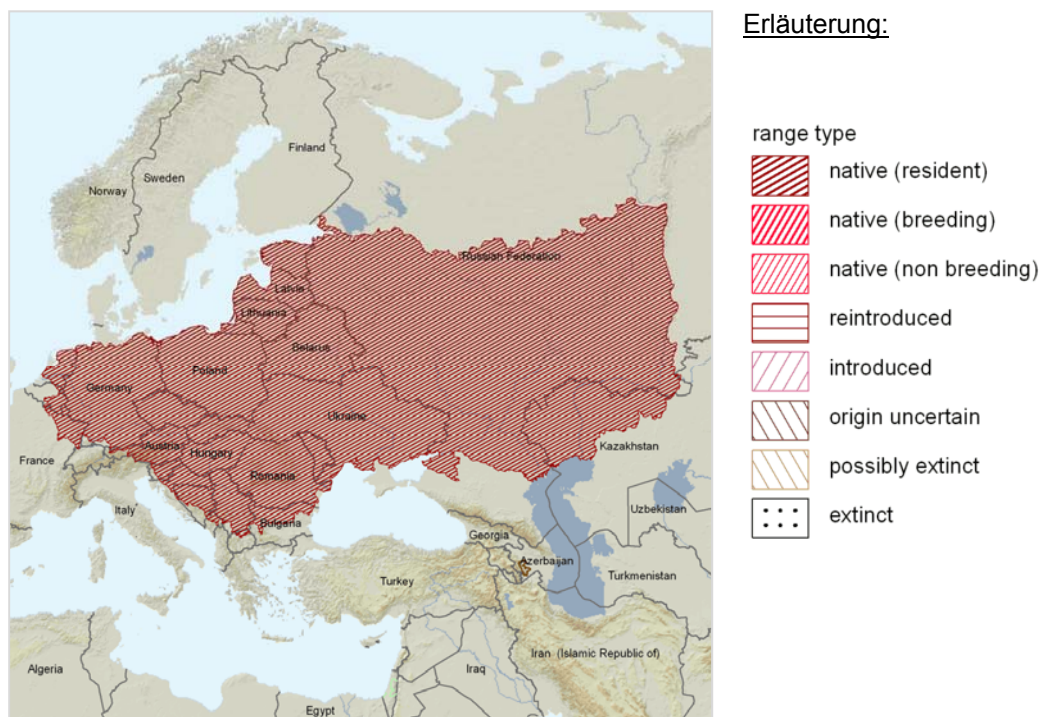 Erläuterung:
range type
native (resident)
native (breeding)
native (non breeding)
reintroduced
introduced
origin uncertain
possibly extinct
extinct
Finland
Sweden
Norway
Russian Federation
Latvia
Lithuania
Belarus
Poland
Germany
Ukraine
Austria
Hungary
Kazakhstan
France
Romania
Italy
Bulgaria
Uzbekistan
Georgia
Azerbaijan
Turkmenistan
Turkey
Iran (Islamic Republic of)
Algeria
Iraq
Egypt